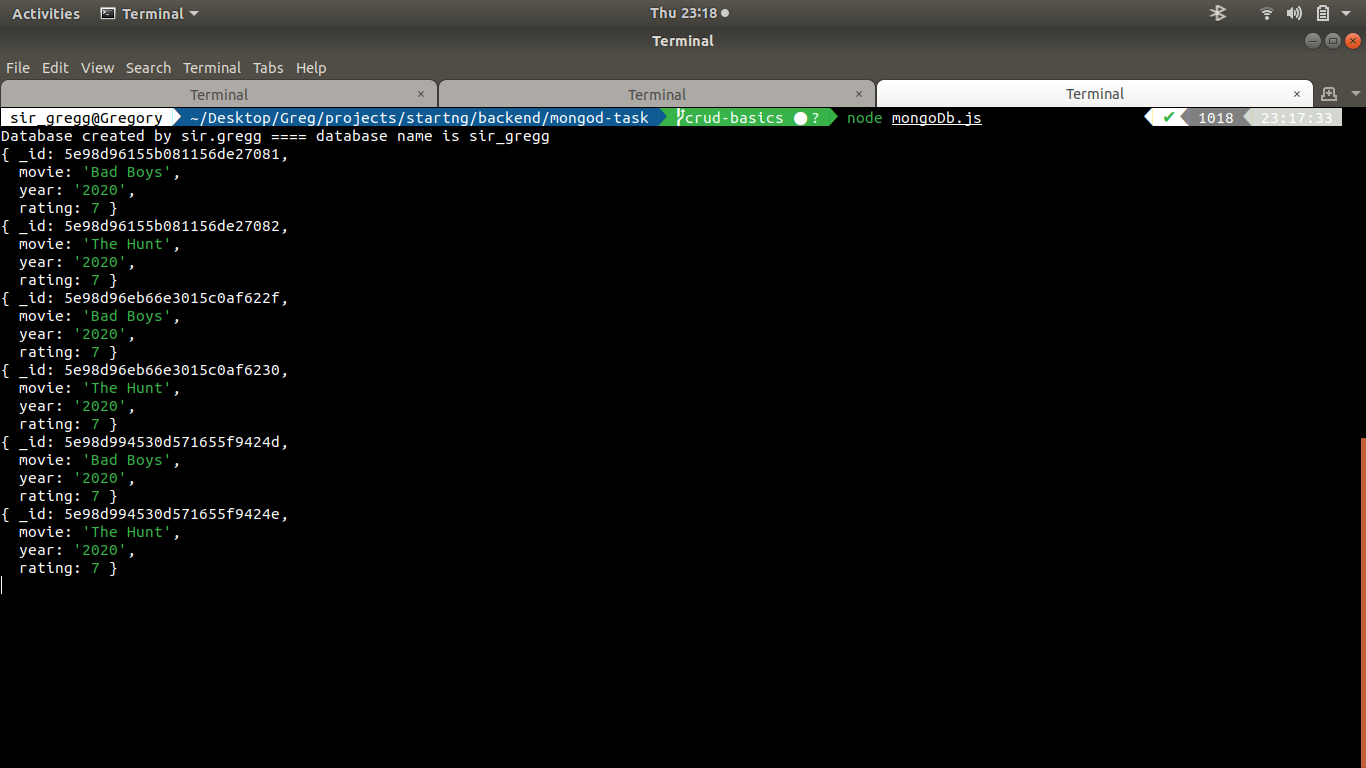 Activities Terminal Thu 23:18
Terminal
File Edit View Search Terminal Tabs Help
Terminal × Terminal × Terminal ×
sir_gregg@Gregory ~/Desktop/Greg/projects/startng/backend/mongod-task crud-basics ? node mongoDb.js ✔ 1018 23:17:33
Database created by sir.gregg ==== database name is sir_gregg
{ _id: 5e98d96155b081156de27081,
  movie: 'Bad Boys',
  year: '2020',
  rating: 7 }
{ _id: 5e98d96155b081156de27082,
  movie: 'The Hunt',
  year: '2020',
  rating: 7 }
{ _id: 5e98d96eb66e3015c0af622f,
  movie: 'Bad Boys',
  year: '2020',
  rating: 7 }
{ _id: 5e98d96eb66e3015c0af6230,
  movie: 'The Hunt',
  year: '2020',
  rating: 7 }
{ _id: 5e98d994530d571655f9424d,
  movie: 'Bad Boys',
  year: '2020',
  rating: 7 }
{ _id: 5e98d994530d571655f9424e,
  movie: 'The Hunt',
  year: '2020',
  rating: 7 }